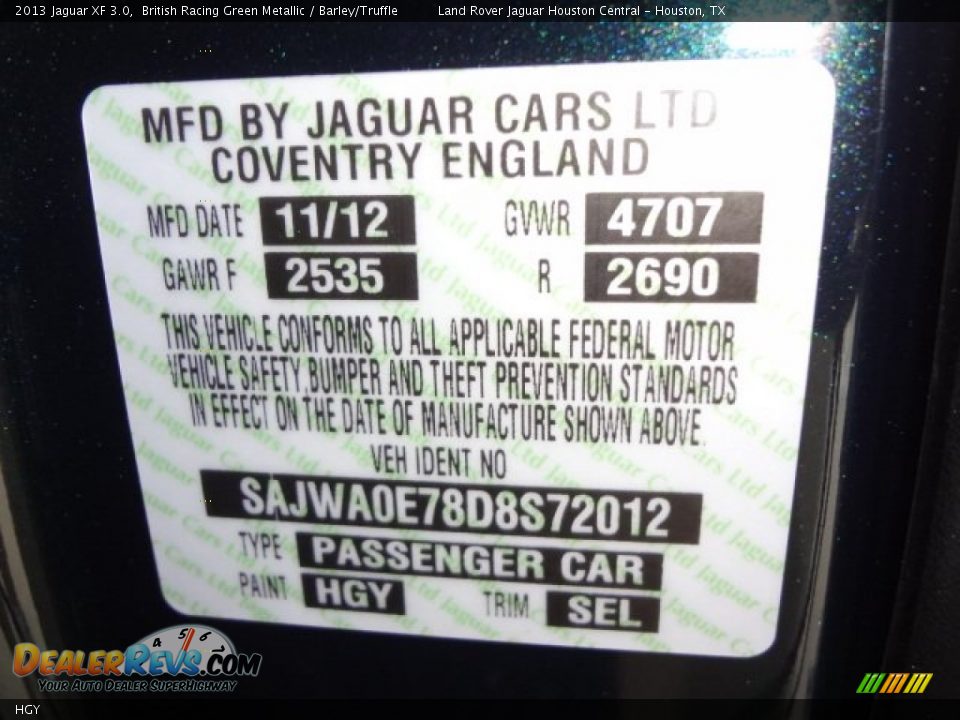 2013 Jaguar XF 3.0, British Racing Green Metallic / Barley/Truffle Land Rover Jaguar Houston Central - Houston, TX
MFD BY JAGUAR CARS LTD
COVENTRY ENGLAND
MFD DATE 11/12 GVWR 4707
GAWR F 2535 R 2690
THIS VEHICLE CONFORMS TO ALL APPLICABLE FEDERAL MOTOR
VEHICLE SAFETY, BUMPER AND THEFT PREVENTION STANDARDS
IN EFFECT ON THE DATE OF MANUFACTURE SHOWN ABOVE.
VEH IDENT NO
SAJWA0E78D8S72012
TYPE PASSENGER CAR
PAINT HGY TRIM SEL
4 5 6
DEALERREVS.COM
YOUR AUTO DEALER SUPERHIGHWAY
HGY